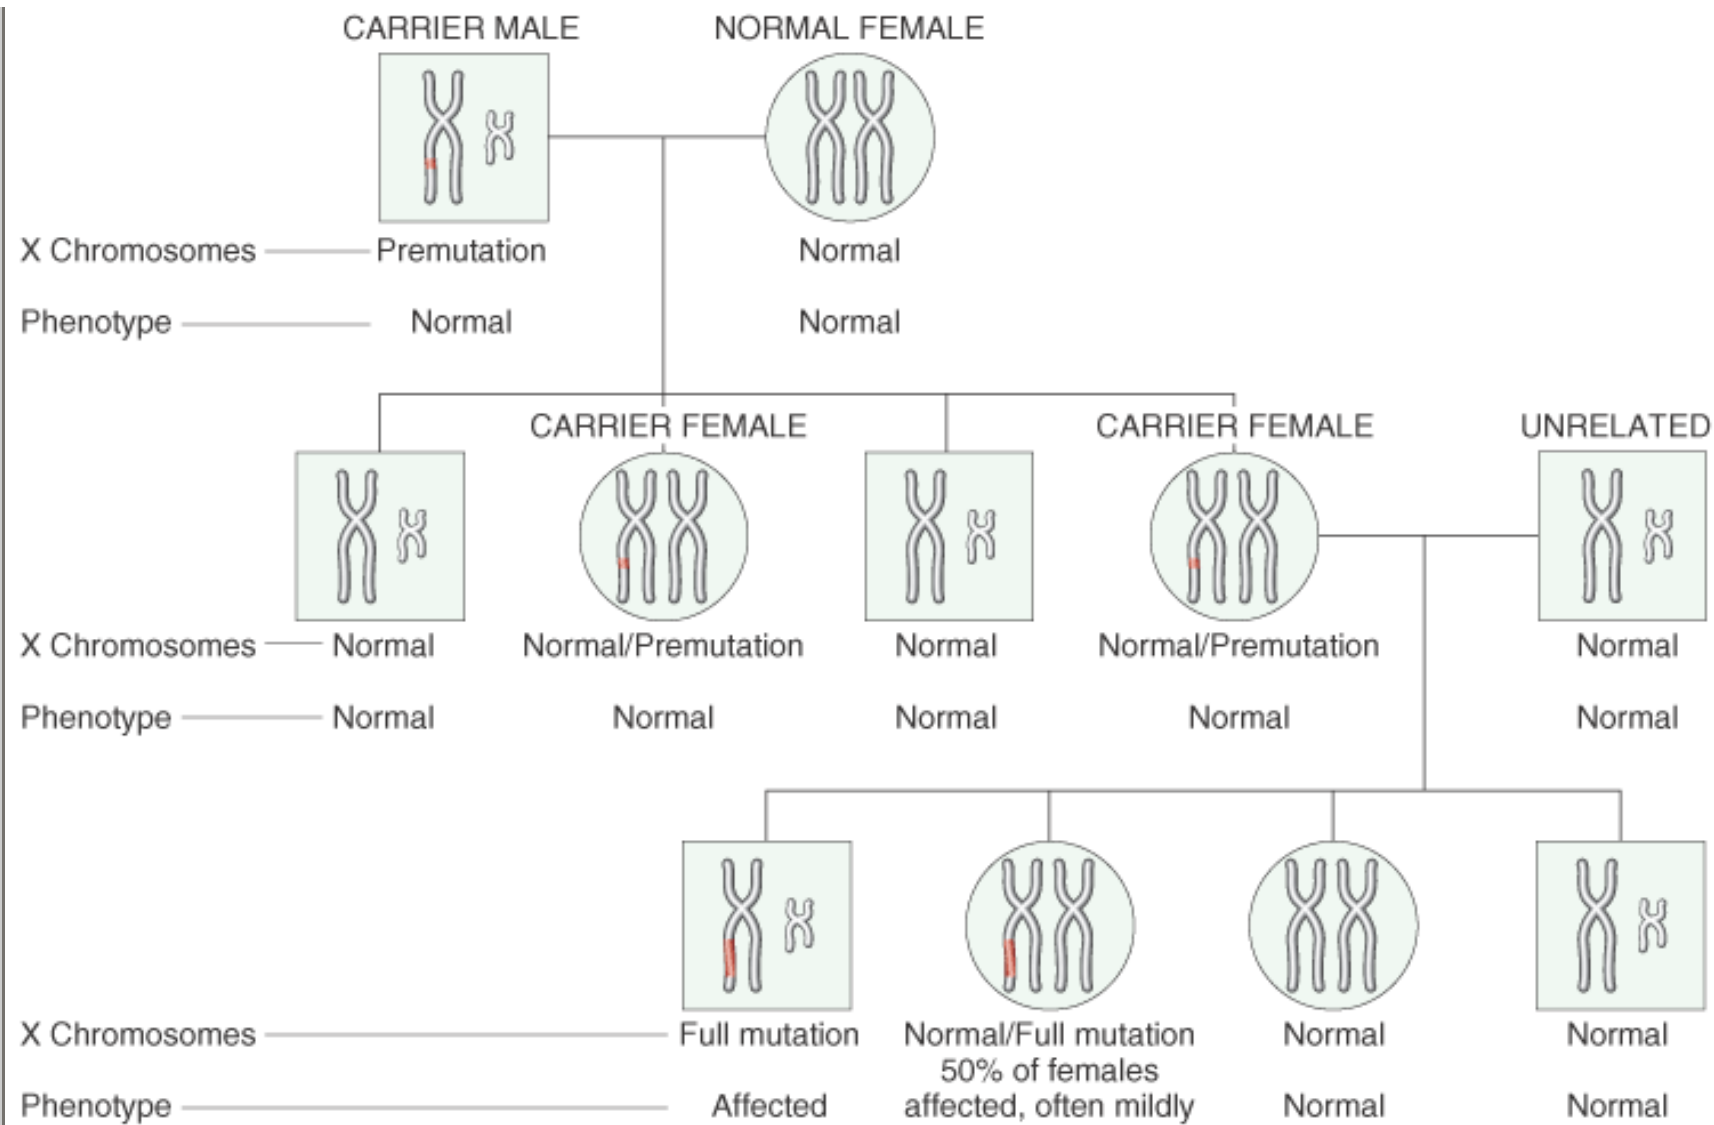 CARRIER MALE NORMAL FEMALE
X Chromosomes Premutation Normal
Phenotype Normal Normal
CARRIER FEMALE CARRIER FEMALE UNRELATED
X Chromosomes Normal Normal/Premutation Normal Normal/Premutation Normal
Phenotype Normal Normal Normal Normal Normal
X Chromosomes Full mutation Normal/Full mutation Normal Normal
50% of females
Phenotype Affected affected, often mildly Normal Normal